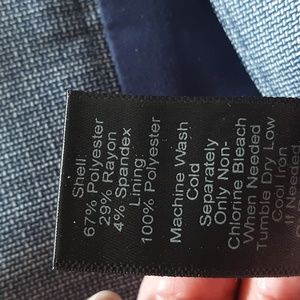 Shell:
67% Polyester
29% Rayon
4% Spandex
Lining:
100% Polyester
Machine Wash
Cold
Separately
Only Non-
Chlorine Bleach
When Needed
Tumble Dry Low
Cool Iron
If Needed